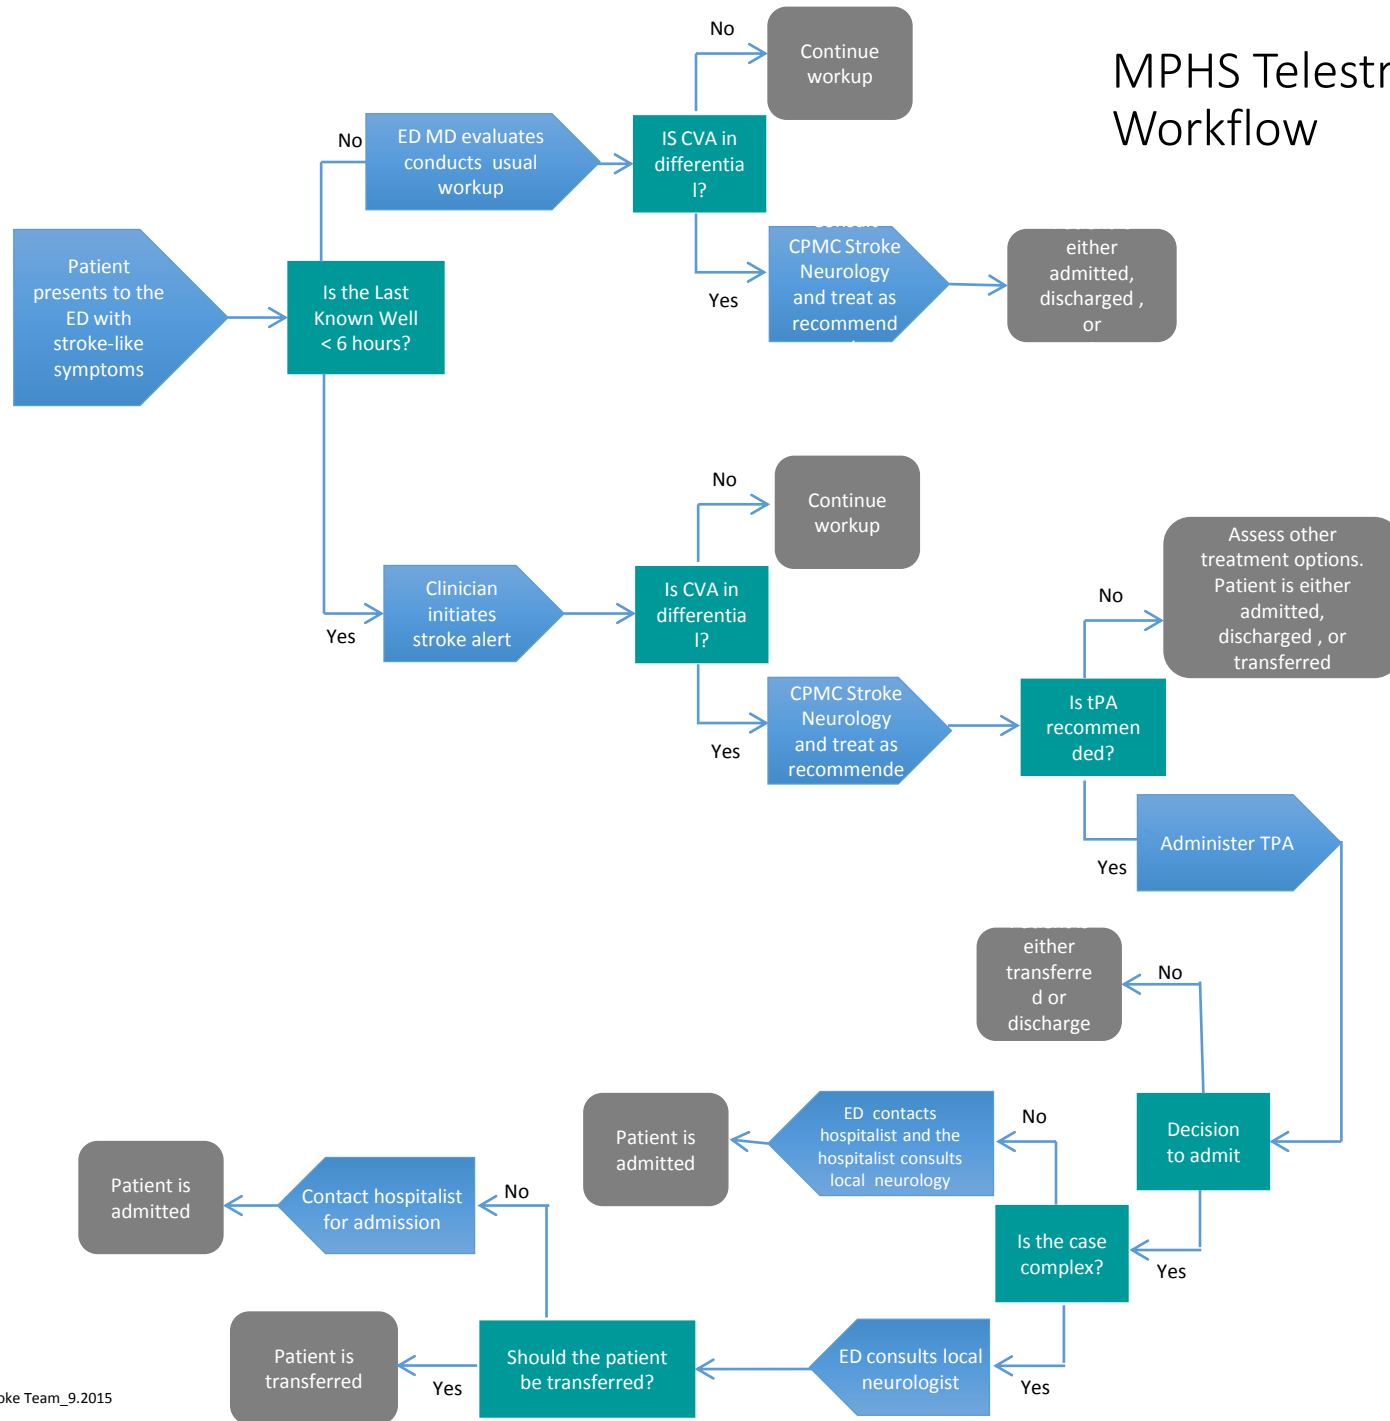 MPHS Telestr
Workflow
No
Continue
workup
No
ED MD evaluates
conducts  usual
workup
IS CVA in
differentia
l?
Yes
CPMC Stroke
Neurology
and treat as
recommend
either
admitted,
discharged ,
or
Patient
presents to the
ED with
stroke-like
symptoms
Is the Last
Known Well
< 6 hours?
No
Continue
workup
Yes
Clinician
initiates
stroke alert
Is CVA in
differentia
l?
Yes
CPMC Stroke
Neurology
and treat as
recommende
No
Assess other
treatment options.
Patient is either
admitted,
discharged , or
transferred
Is tPA
recommen
ded?
Yes
Administer TPA
either
transferre
d or
discharge
No
Decision
to admit
Patient is
admitted
ED  contacts
hospitalist and the
hospitalist consults
local  neurology
No
Is the case
complex?
Yes
Patient is
admitted
Contact hospitalist
for admission
No
Patient is
transferred
Yes
Should the patient
be transferred?
ED consults local
neurologist
Yes
oke Team_9.2015